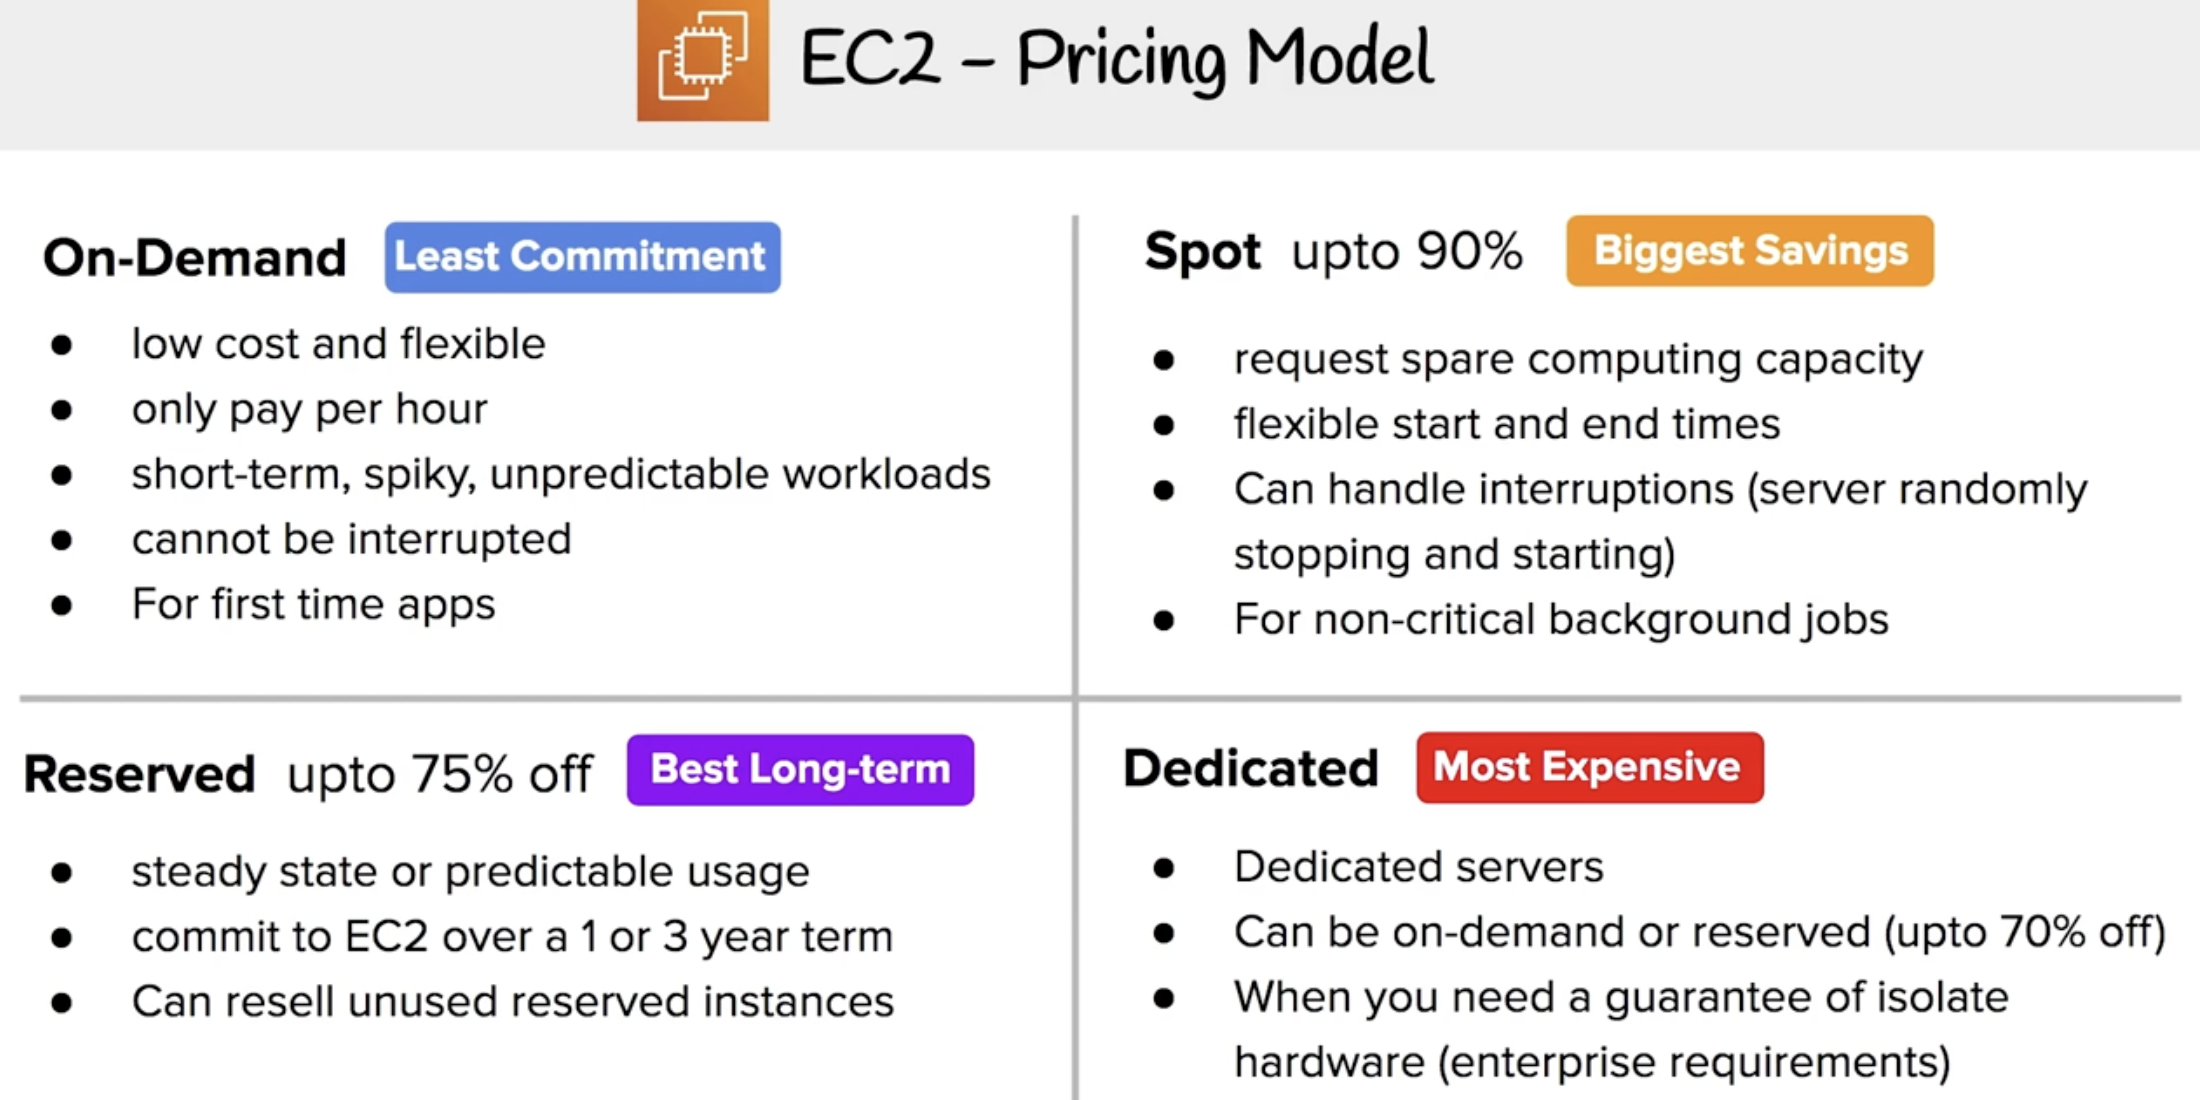 EC2 – Pricing Model
On-Demand Least Commitment
● low cost and flexible
● only pay per hour
● short-term, spiky, unpredictable workloads
● cannot be interrupted
● For first time apps
Spot upto 90% Biggest Savings
● request spare computing capacity
● flexible start and end times
● Can handle interruptions (server randomly
stopping and starting)
● For non-critical background jobs
Reserved upto 75% off Best Long-term
● steady state or predictable usage
● commit to EC2 over a 1 or 3 year term
● Can resell unused reserved instances
Dedicated Most Expensive
● Dedicated servers
● Can be on-demand or reserved (upto 70% off)
● When you need a guarantee of isolate
hardware (enterprise requirements)